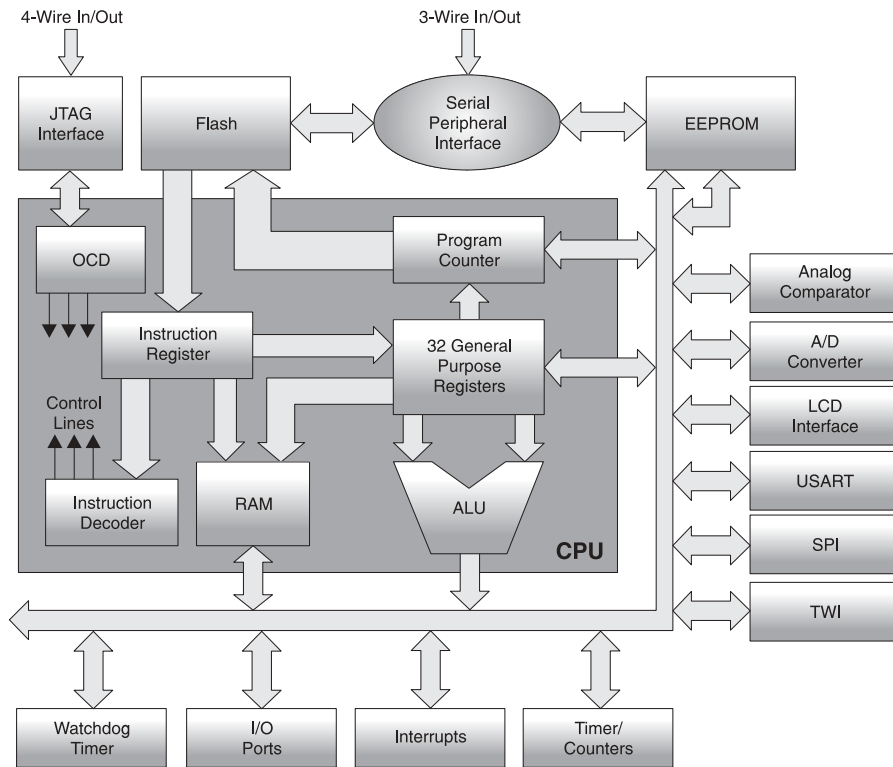 4-Wire In/Out
3-Wire In/Out
JTAG
Interface
Flash
Serial
Peripheral
Interface
EEPROM
OCD
Program
Counter
Analog
Comparator
Instruction
Register
32 General
Purpose
Registers
A/D
Converter
Control
Lines
LCD
Interface
Instruction
Decoder
RAM
ALU
USART
CPU
SPI
TWI
Watchdog
Timer
I/O
Ports
Interrupts
Timer/
Counters